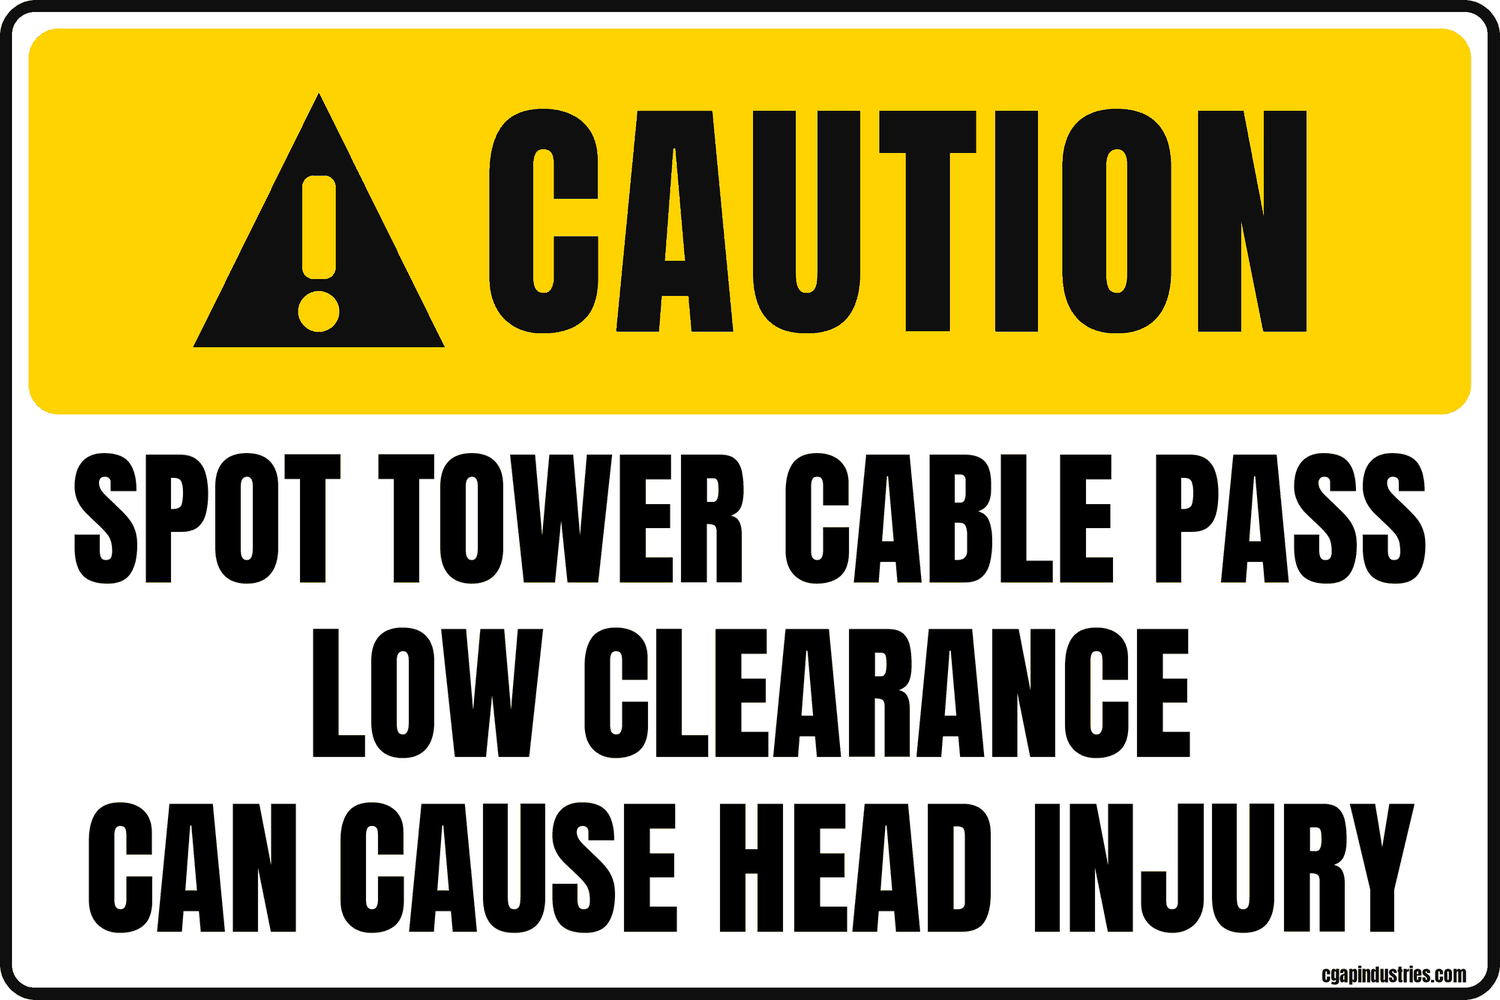 CAUTION
SPOT TOWER CABLE PASS
LOW CLEARANCE
CAN CAUSE HEAD INJURY
cgapindustries.com